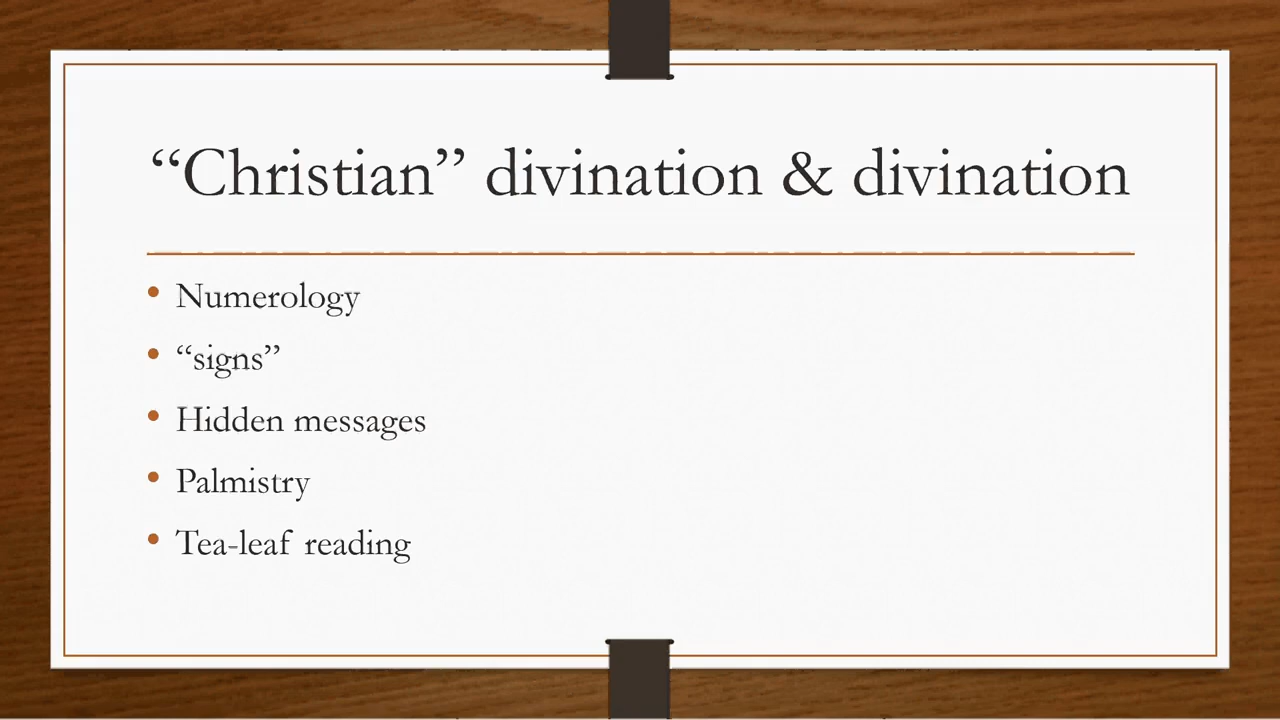 “Christian” divination & divination
• Numerology
• “signs”
• Hidden messages
• Palmistry
• Tea-leaf reading